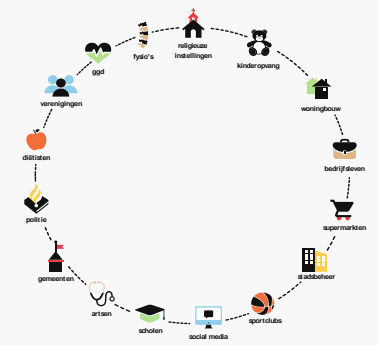 religieuze
instellingen
kinderopvang
woningbouw
bedrijfsleven
supermarkten
stadsbeheer
sportclubs
social media
scholen
artsen
gemeenten
politie
diëtisten
verenigingen
ggd
fysio's